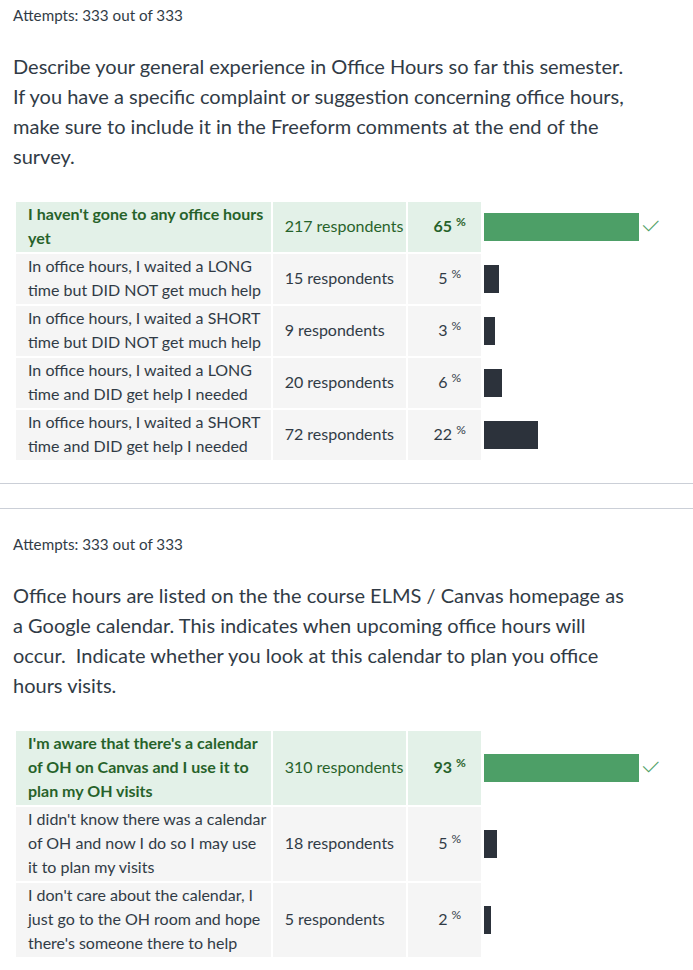 Attempts: 333 out of 333
Describe your general experience in Office Hours so far this semester.
If you have a specific complaint or suggestion concerning office hours,
make sure to include it in the Freeform comments at the end of the
survey.
I haven't gone to any office hours
yet
217 respondents
65 %
In office hours, I waited a LONG
time but DID NOT get much help
15 respondents
5 %
In office hours, I waited a SHORT
time but DID NOT get much help
9 respondents
3 %
In office hours, I waited a LONG
time and DID get help I needed
20 respondents
6 %
In office hours, I waited a SHORT
time and DID get help I needed
72 respondents
22 %
Attempts: 333 out of 333
Office hours are listed on the the course ELMS / Canvas homepage as
a Google calendar. This indicates when upcoming office hours will
occur.  Indicate whether you look at this calendar to plan you office
hours visits.
I'm aware that there's a calendar
of OH on Canvas and I use it to
plan my OH visits
310 respondents
93 %
I didn't know there was a calendar
of OH and now I do so I may use
it to plan my visits
18 respondents
5 %
I don't care about the calendar, I
just go to the OH room and hope
there's someone there to help
5 respondents
2 %